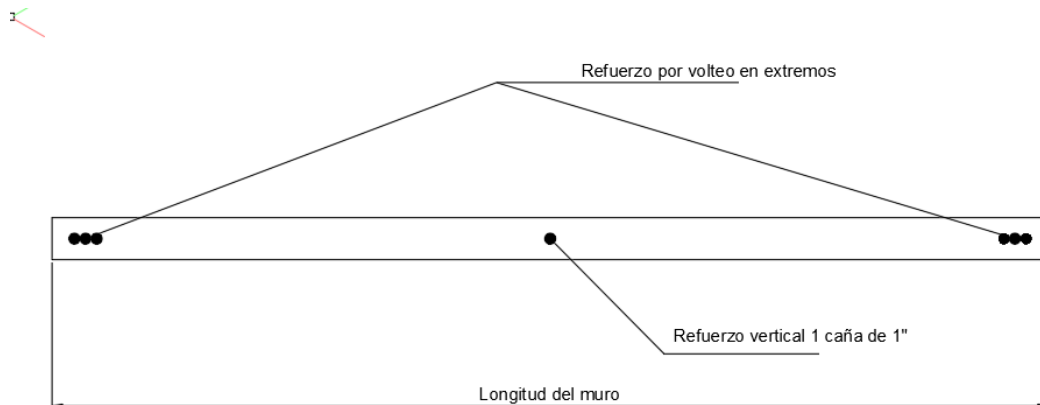 Refuerzo por volteo en extremos
Refuerzo vertical 1 caña de 1"
Longitud del muro